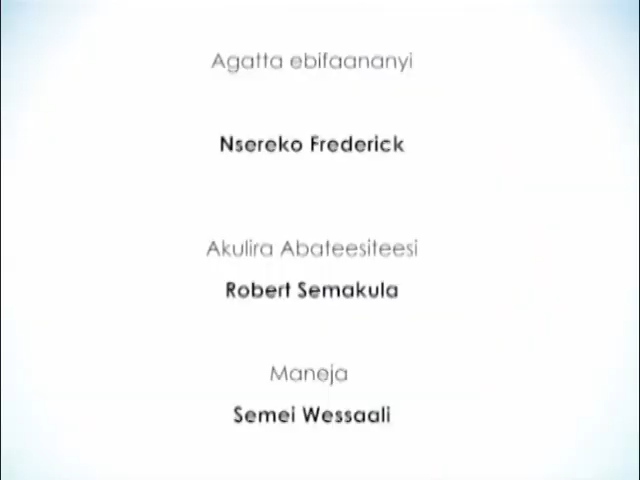 Agatta ebifaananyi
Nsereko Frederick
Akulira Abateesiteesi
Robert Semakula
Maneja
Semei Wessaali